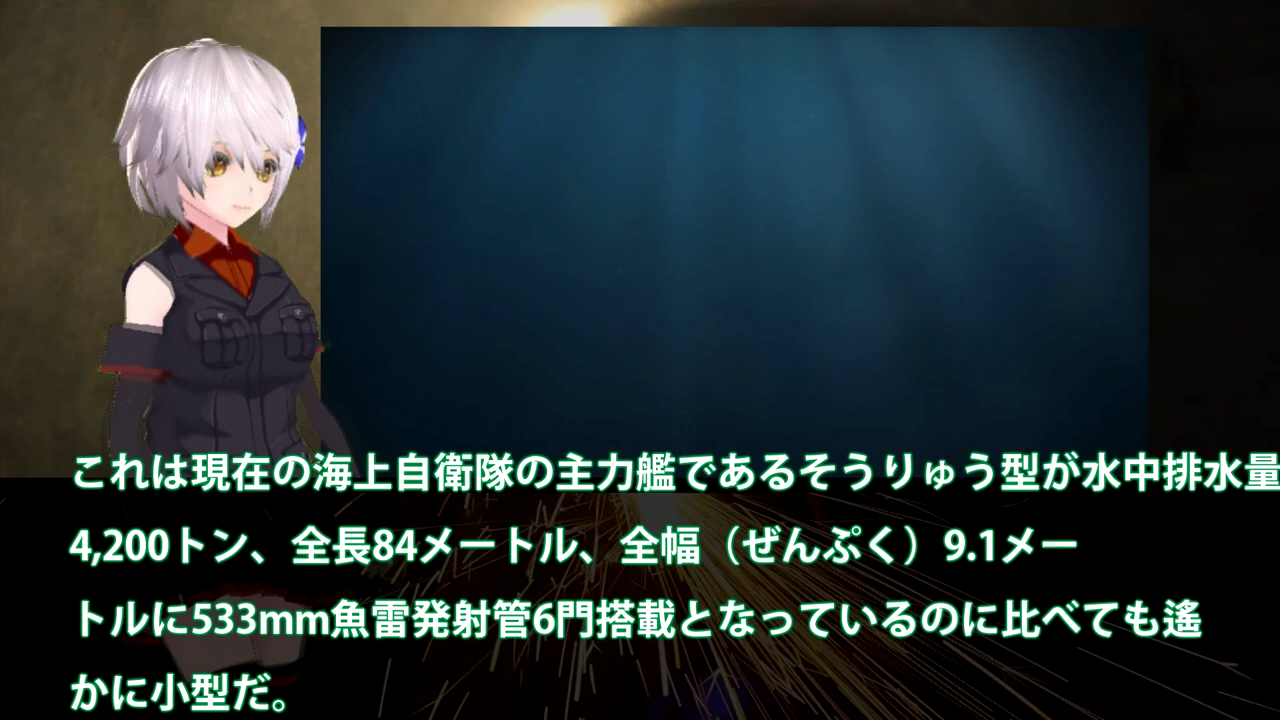 これは現在の海上自衛隊の主力艦であるそうりゅう型が水中排水量
4,200トン、全長84メートル、全幅（ぜんぷく）9.1メー
トルに533mm魚雷発射管6門搭載となっているのに比べても遙
かに小型だ。